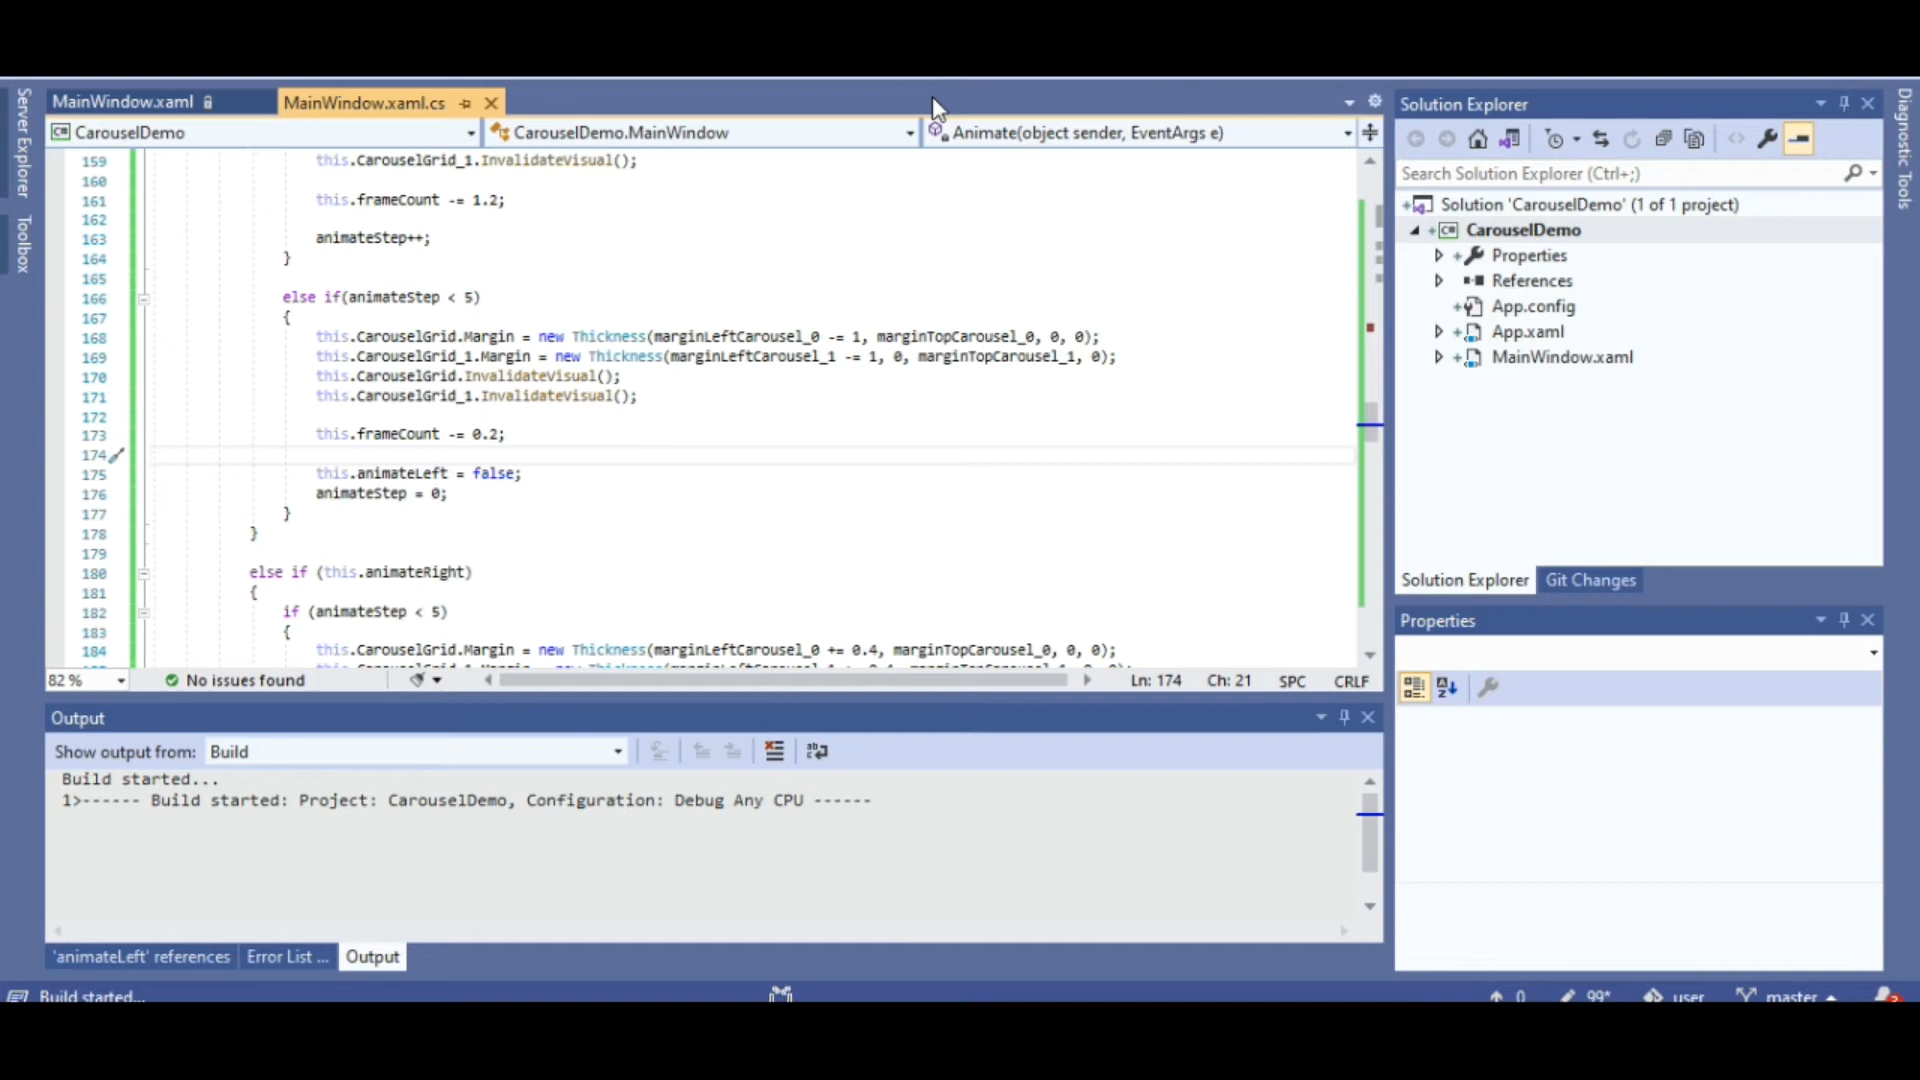 Server Explorer
Toolbox
MainWindow.xaml
MainWindow.xaml.cs
CarouselDemo
CarouselDemo.MainWindow
Animate(object sender, EventArgs e)
159 this.CarouselGrid_1.InvalidateVisual();
160
161 this.frameCount -= 1.2;
162
163 animateStep++;
164 }
165
166 else if(animateStep < 5)
167 {
168 this.CarouselGrid.Margin = new Thickness(marginLeftCarousel_0 -= 1, marginTopCarousel_0, 0, 0);
169 this.CarouselGrid_1.Margin = new Thickness(marginLeftCarousel_1 -= 1, 0, marginTopCarousel_1, 0);
170 this.CarouselGrid.InvalidateVisual();
171 this.CarouselGrid_1.InvalidateVisual();
172
173 this.frameCount -= 0.2;
174
175 this.animateLeft = false;
176 animateStep = 0;
177 }
178 }
179
180 else if (this.animateRight)
181 {
182 if (animateStep < 5)
183 {
184 this.CarouselGrid.Margin = new Thickness(marginLeftCarousel_0 += 0.4, marginTopCarousel_0, 0, 0);
82 %
No issues found
Ln: 174 Ch: 21 SPC CRLF
Output
Show output from: Build
Build started...
1>------ Build started: Project: CarouselDemo, Configuration: Debug Any CPU ------
'animateLeft' references
Error List ...
Output
Build started...
0
99*
user
master
Solution Explorer
Search Solution Explorer (Ctrl+;)
Solution 'CarouselDemo' (1 of 1 project)
CarouselDemo
Properties
References
App.config
App.xaml
MainWindow.xaml
Solution Explorer
Git Changes
Properties
Diagnostic Tools